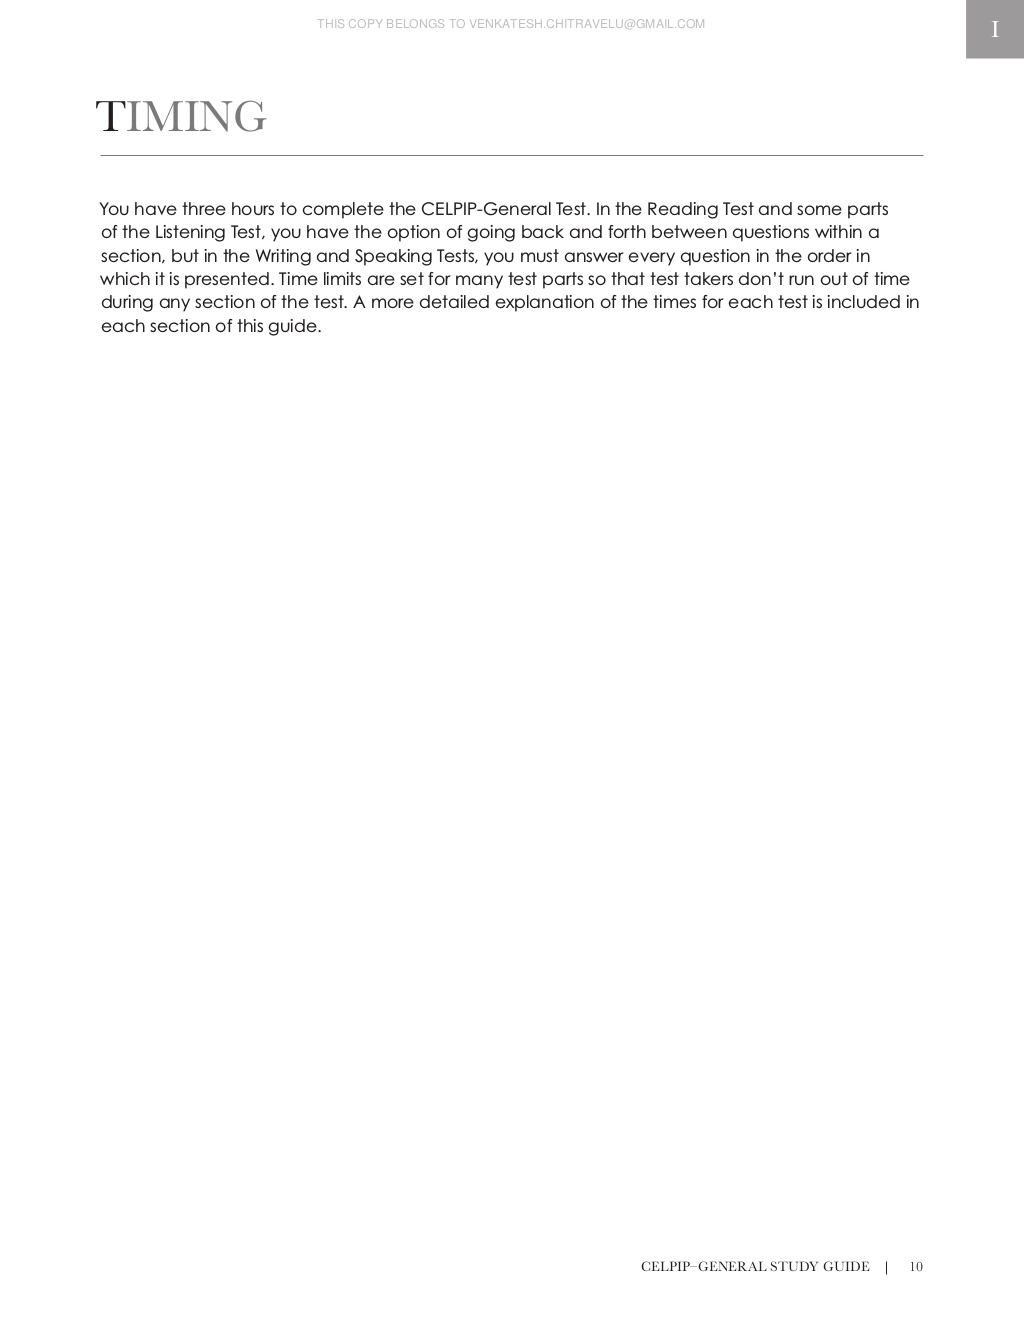 THIS COPY BELONGS TO VENKATESH.CHITRAVELU@GMAIL.COM
I
TIMING
You have three hours to complete the CELPIP-General Test. In the Reading Test and some parts
of the Listening Test, you have the option of going back and forth between questions within a
section, but in the Writing and Speaking Tests, you must answer every question in the order in
which it is presented. Time limits are set for many test parts so that test takers don’t run out of time
during any section of the test. A more detailed explanation of the times for each test is included in
each section of this guide.
CELPIP–GENERAL STUDY GUIDE | 10